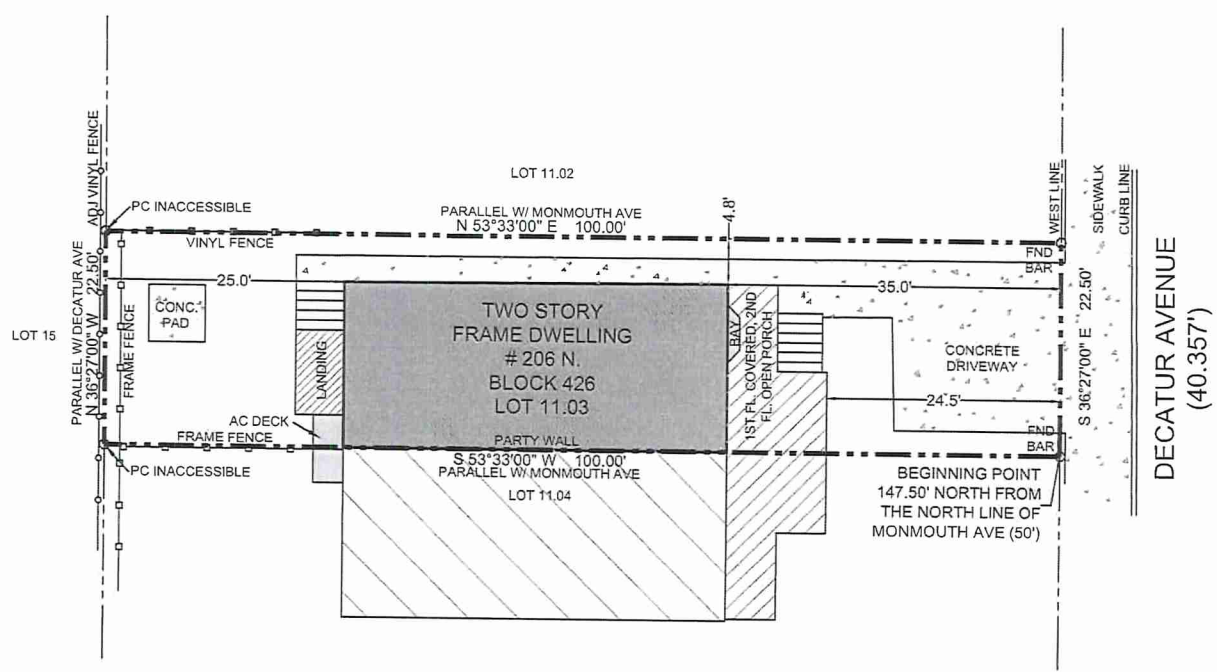 LOT 11.02
ADJ VINYL FENCE
PC INACCESSIBLE
VINYL FENCE
PARALLEL W/ MONMOUTH AVE
N 53°33'00" E 100.00'
4.8'
WEST LINE
SIDEWALK
CURB LINE
FND
BAR
25.0'
35.0'
LOT 15
PARALLEL W/ DECATUR AVE
N 36°27'00" W 22.50'
FRAME FENCE
CONC.
PAD
LANDING
TWO STORY
FRAME DWELLING
# 206 N.
BLOCK 426
LOT 11.03
BAY
1ST FL. COVERED, 2ND
FL. OPEN PORCH
CONCRETE
DRIVEWAY
24.5'
S 36°27'00" E 22.50'
DECATUR AVENUE
(40.357')
AC DECK
FRAME FENCE
PARTY WALL
S 53°33'00" W 100.00'
PARALLEL W/ MONMOUTH AVE
LOT 11.04
PC INACCESSIBLE
FND
BAR
BEGINNING POINT
147.50' NORTH FROM
THE NORTH LINE OF
MONMOUTH AVE (50')